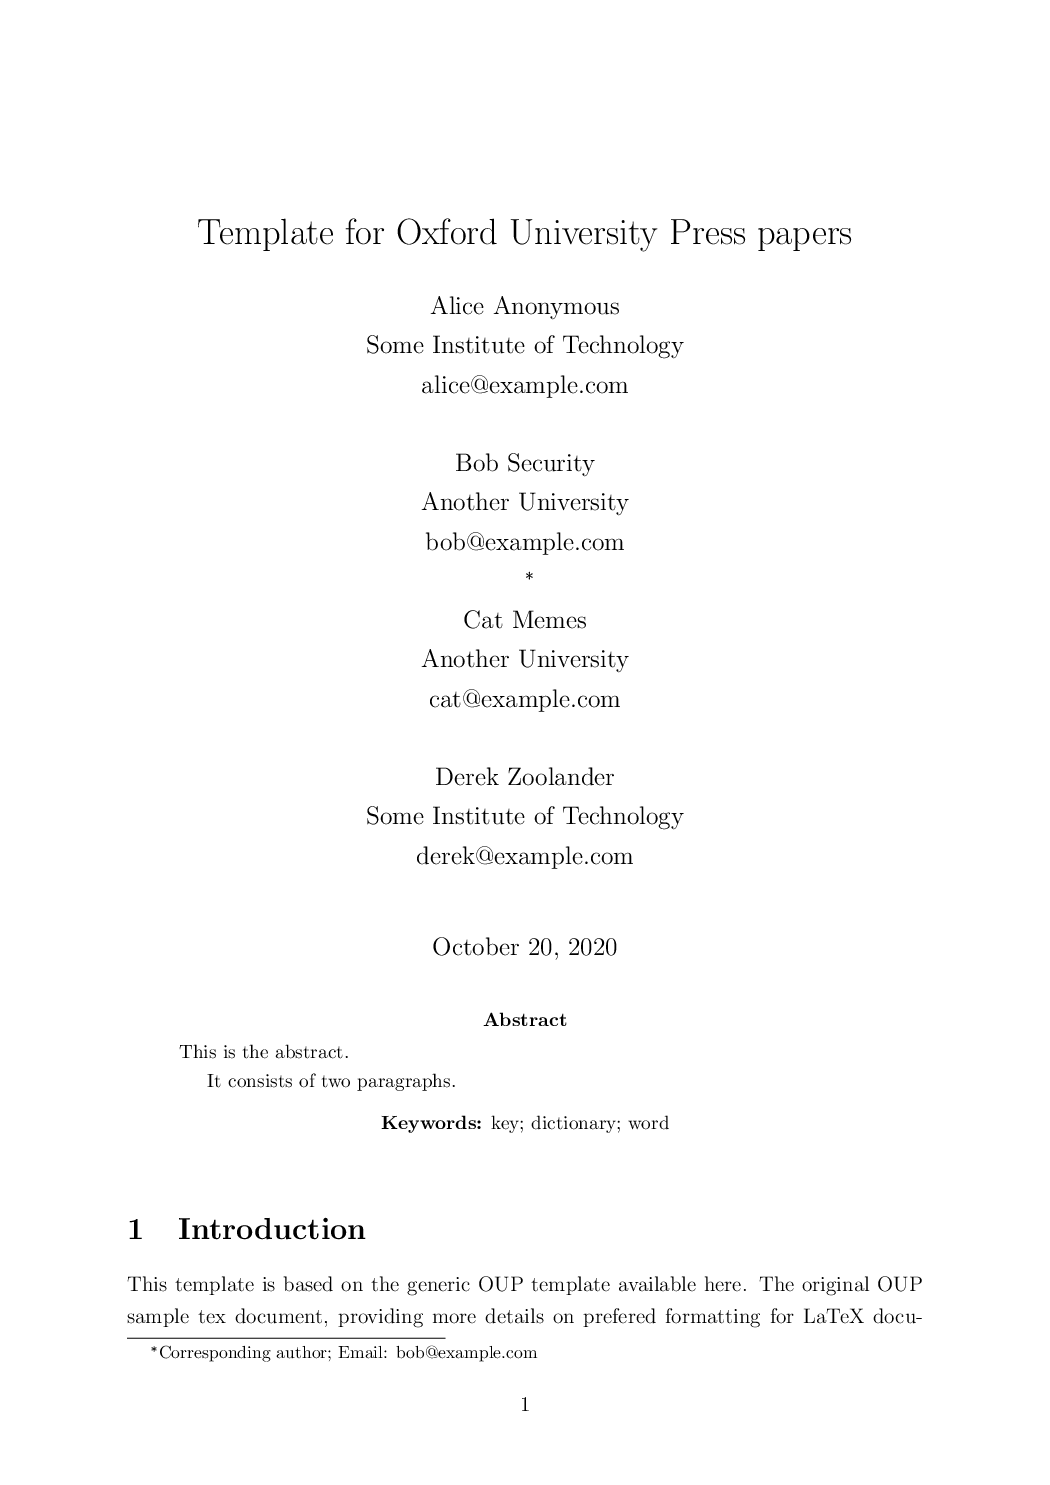 Template for Oxford University Press papers
Alice Anonymous
Some Institute of Technology
alice@example.com
Bob Security
Another University
bob@example.com
*
Cat Memes
Another University
cat@example.com
Derek Zoolander
Some Institute of Technology
derek@example.com
October 20, 2020
Abstract
This is the abstract.
It consists of two paragraphs.
Keywords: key; dictionary; word
1 Introduction
This template is based on the generic OUP template available here. The original OUP
sample tex document, providing more details on prefered formatting for LaTeX docu-
*Corresponding author; Email: bob@example.com
1